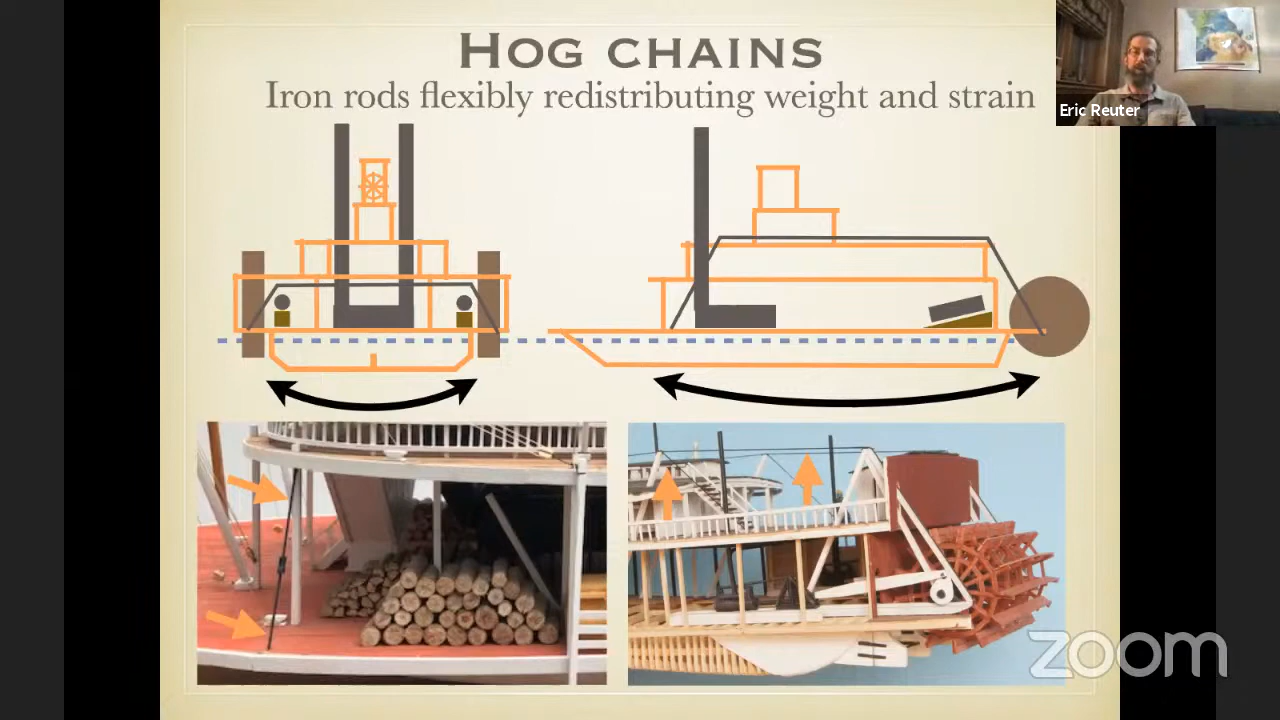 HOG CHAINS
Iron rods flexibly redistributing weight and strain
Eric Reuter
zoom